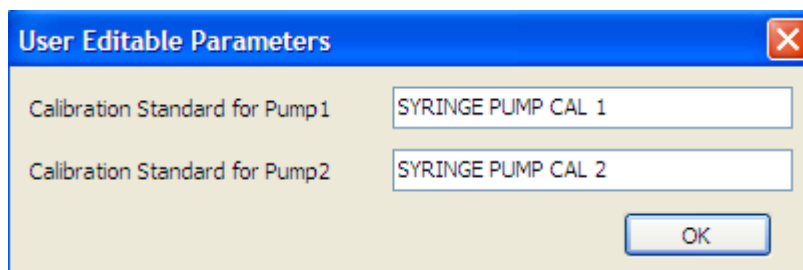 User Editable Parameters
Calibration Standard for Pump1 SYRINGE PUMP CAL 1
Calibration Standard for Pump2 SYRINGE PUMP CAL 2
OK